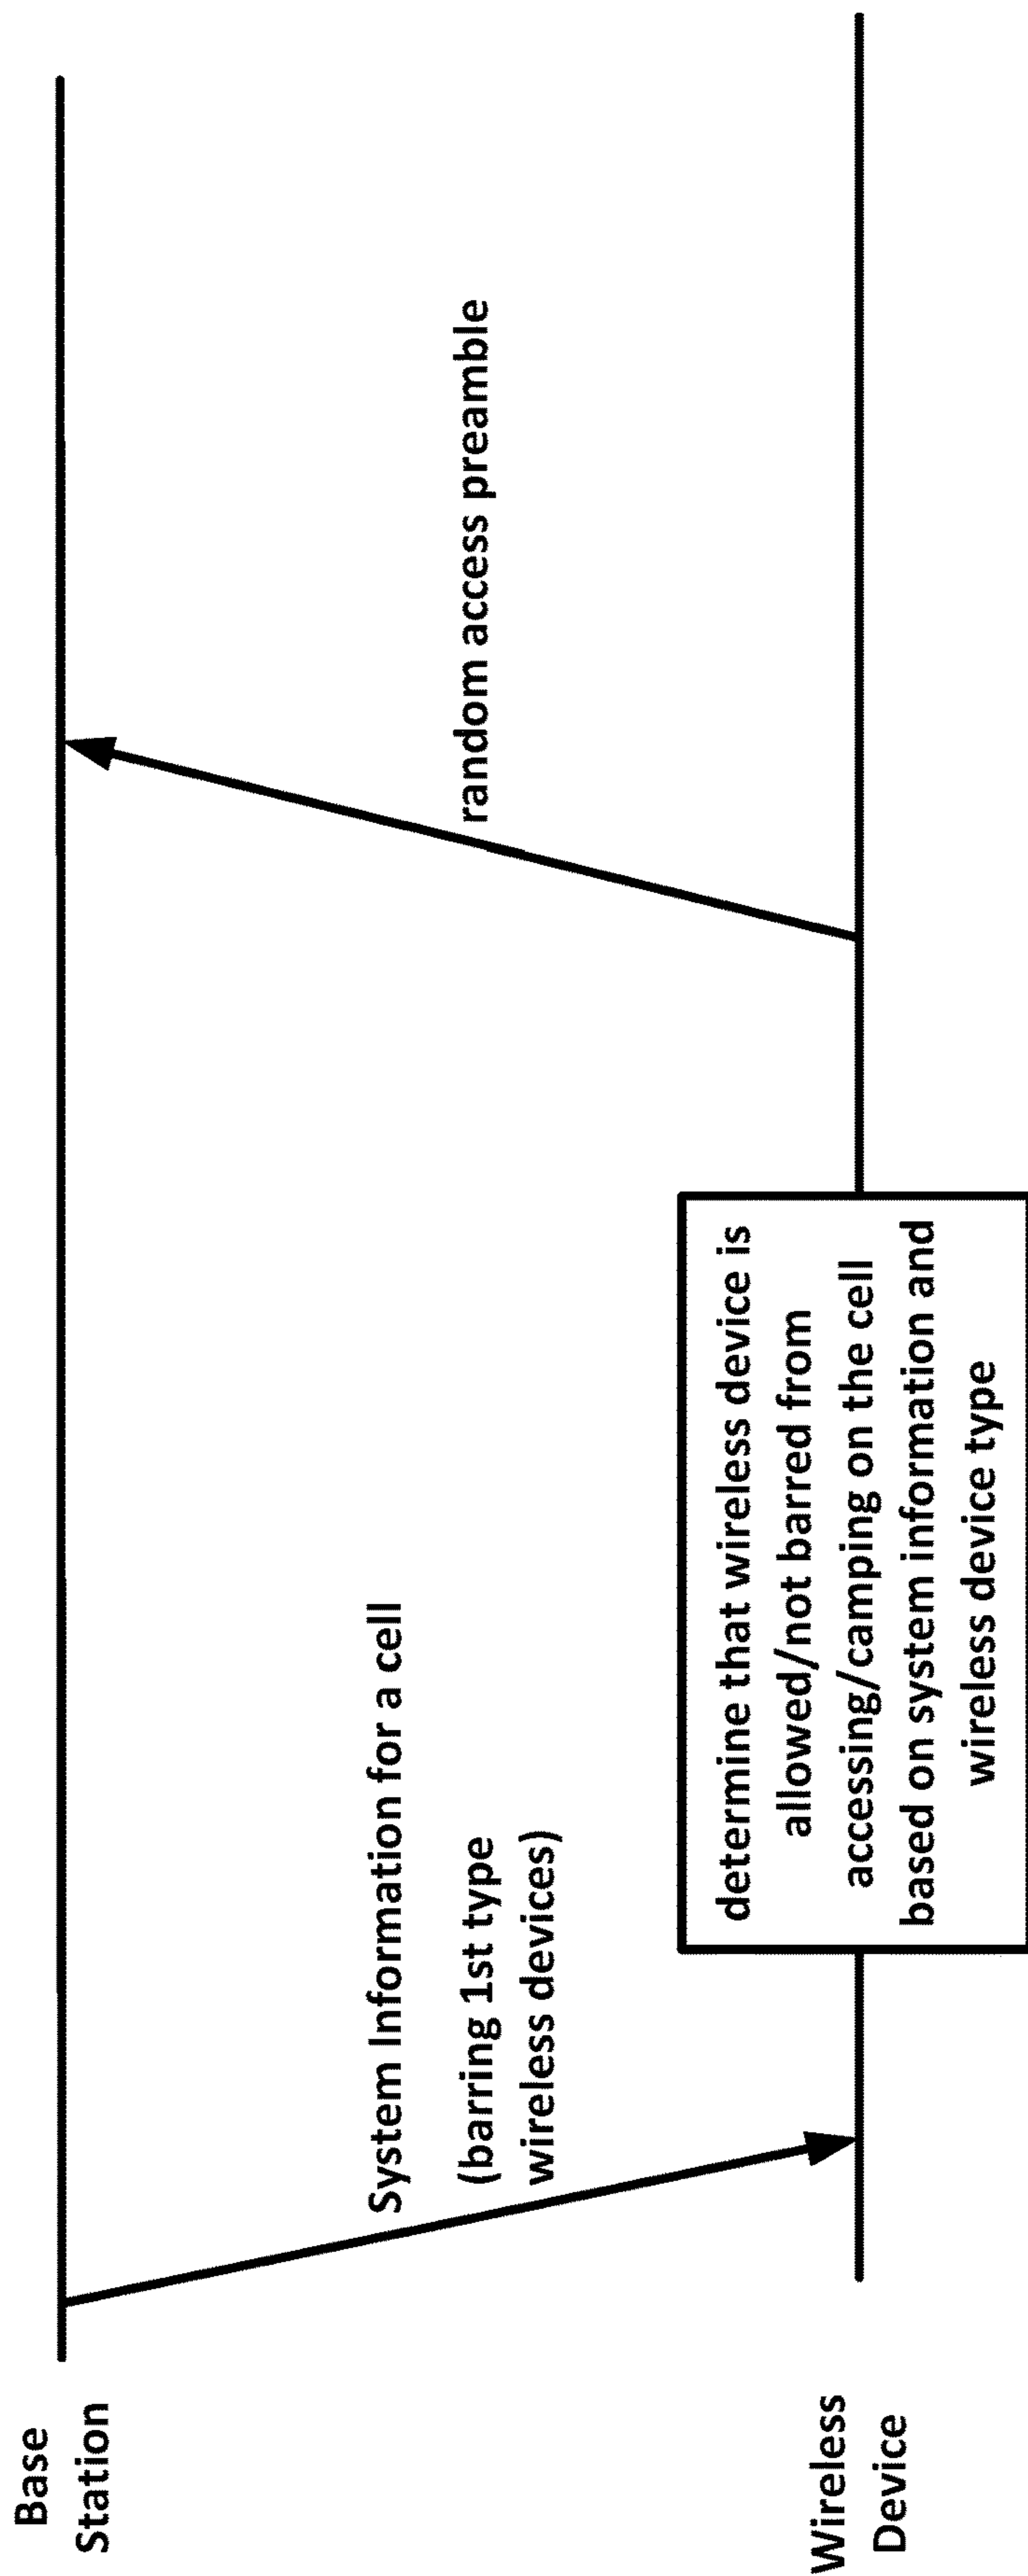 Base
Station
System Information for a cell
(barring 1st type
wireless devices)
random access preamble
determine that wireless device is
allowed/not barred from
accessing/camping on the cell
based on system information and
wireless device type
Wireless
Device